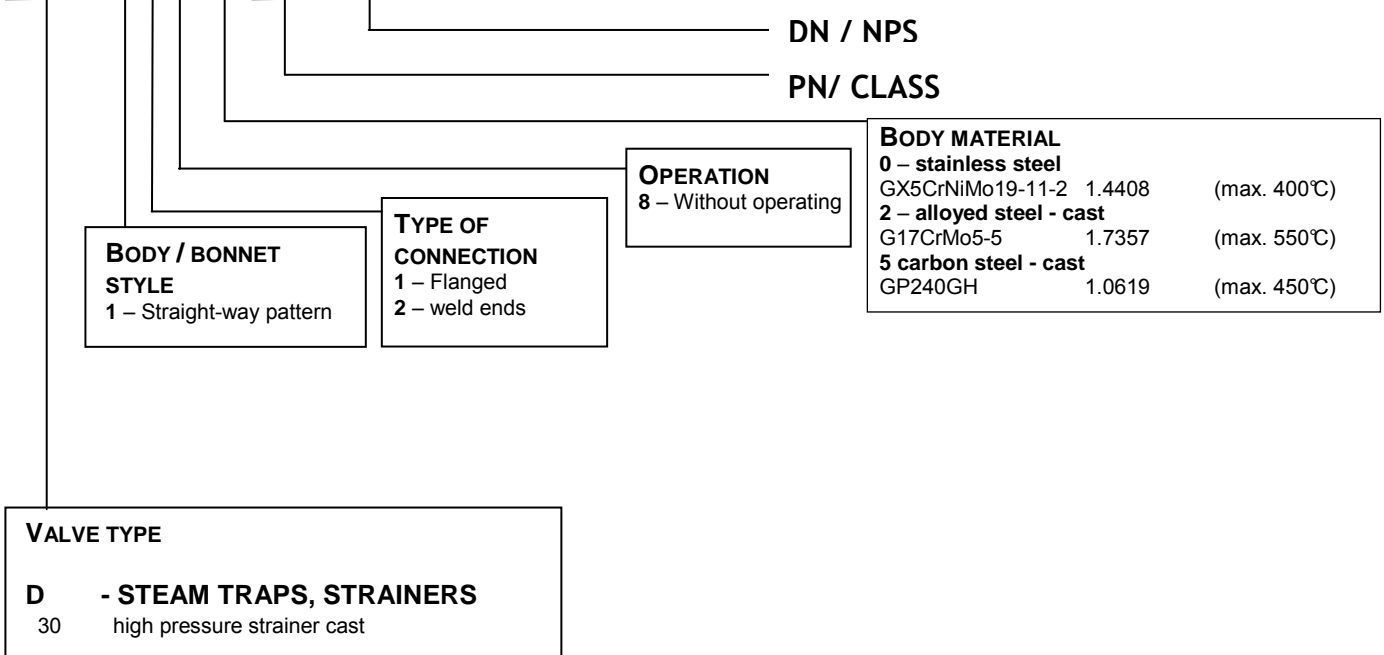 DN / NPS
PN/ CLASS
BODY MATERIAL
0 – stainless steel
GX5CrNiMo19-11-2 1.4408 (max. 400℃)
2 – alloyed steel - cast
G17CrMo5-5 1.7357 (max. 550℃)
5 carbon steel - cast
GP240GH 1.0619 (max. 450℃)
OPERATION
8 – Without operating
TYPE OF
CONNECTION
1 – Flanged
2 – weld ends
BODY / BONNET
STYLE
1 – Straight-way pattern
VALVE TYPE
D - STEAM TRAPS, STRAINERS
30 high pressure strainer cast